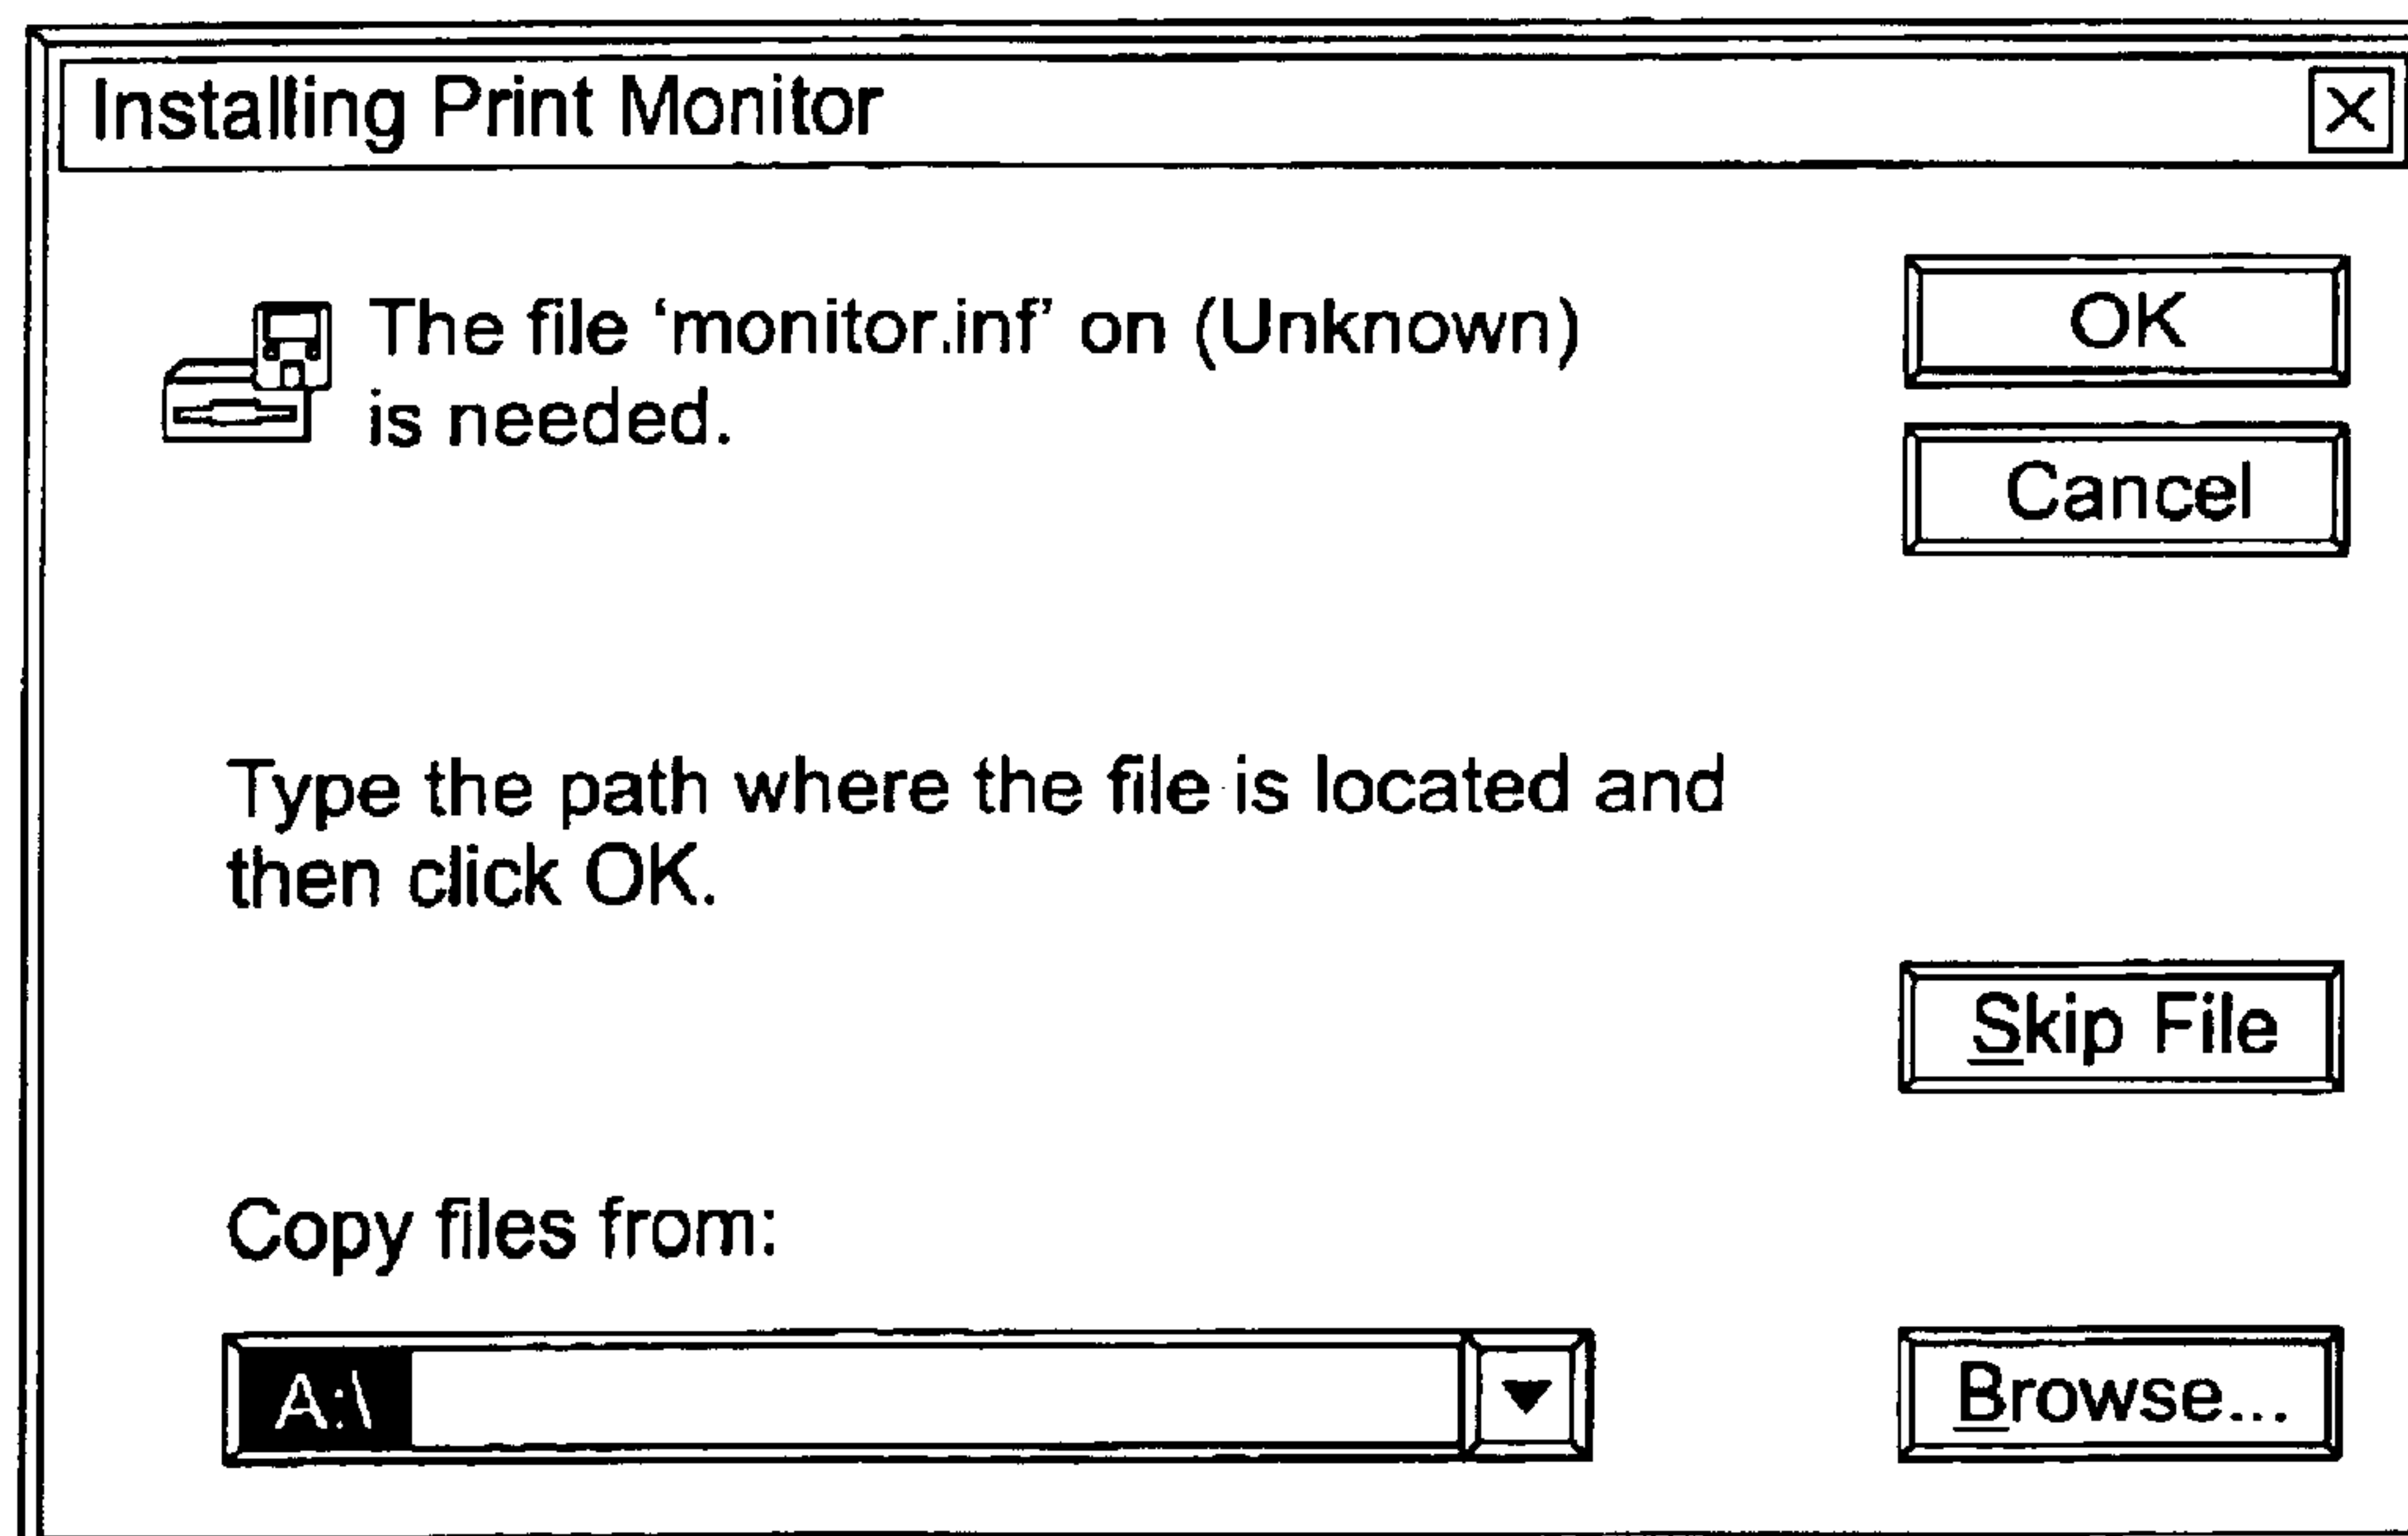 Installing Print Monitor
The file ‘monitor.inf’ on (Unknown)
is needed.
OK
Cancel
Type the path where the file is located and
then click OK.
Skip File
Copy files from:
A:\
Browse...